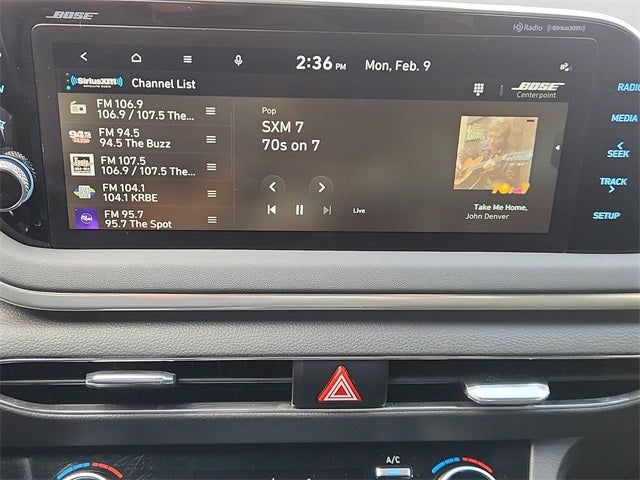 BOSE
HD Radio SiriusXM
2:36 PM Mon, Feb. 9
SiriusXM
SATELLITE RADIO
Channel List
BOSE
Centerpoint
FM 106.9
106.9 / 107.5 The...
FM 94.5
94.5 The Buzz
FM 107.5
106.9 / 107.5 The...
FM 104.1
104.1 KRBE
FM 95.7
95.7 The Spot
Pop
SXM 7
70s on 7
Live
Take Me Home,
John Denver
RADIO
MEDIA
SEEK
TRACK
SETUP
A/C